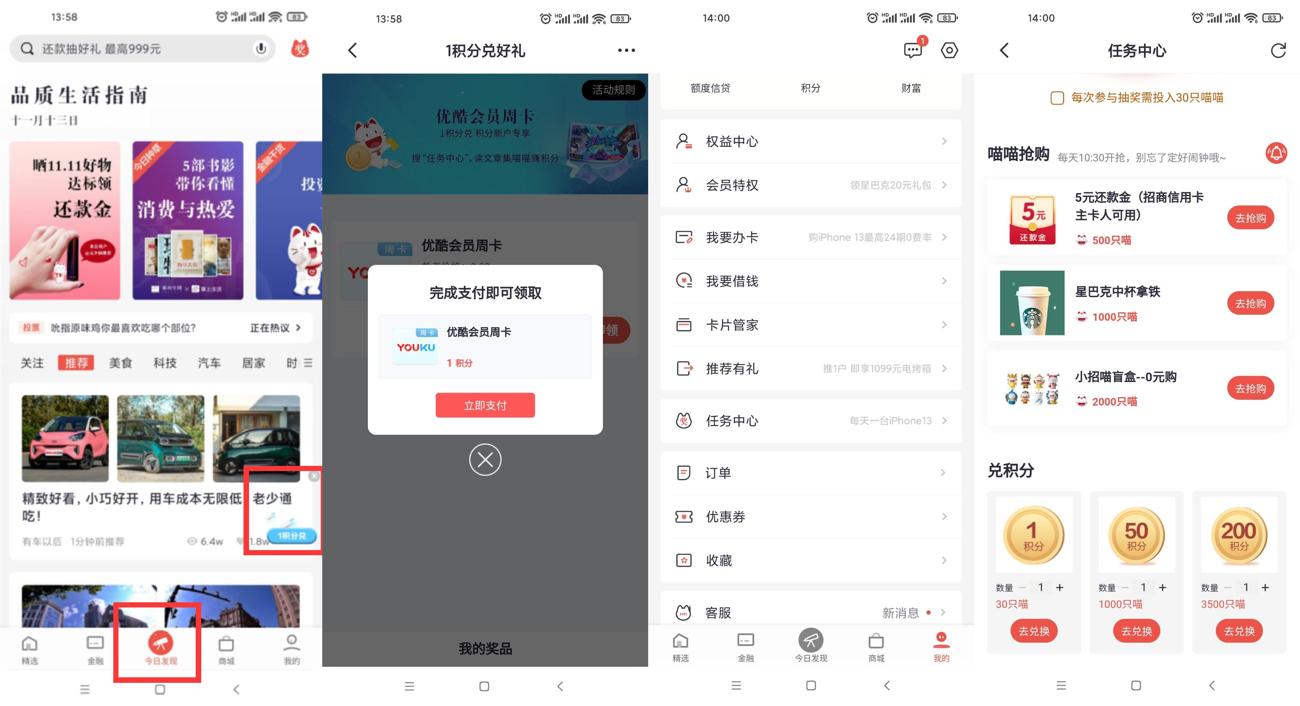 13:58
83
还款抽好礼 最高999元
奖
品质生活指南
十一月十三日
晒11.11好物
达标领
还款金
今日种草
5部书影
带你看懂
消费与热爱
金融干货
投资
投票 吮指原味鸡你最喜欢吃哪个部位?
正在热议 >
关注 推荐 美食 科技 汽车 居家 时
精致好看,小巧好开,用车成本无限低,老少通
吃!
有车以后 1分钟前推荐
6.4w
1.8w
1积分兑
精选
金融
今日发现
商城
我的
13:58
83
1积分兑好礼
活动规则
优酷会员周卡
1积分兑 积分新户专享
搜“任务中心”,读文章集喵喵赚积分
周卡
优酷会员周卡
完成支付即可领取
周卡
YOUKU
优酷会员周卡
1 积分
立即支付
我的奖品
14:00
83
1
额度信贷
积分
财富
权益中心
会员特权
领星巴克20元礼包
我要办卡
购iPhone 13最高24期0费率
我要借钱
卡片管家
推荐有礼
推1户 即享1099元电烤箱
任务中心
每天一台iPhone13
订单
优惠券
收藏
客服
新消息
精选
金融
今日发现
商城
我的
14:00
83
任务中心
每次参与抽奖需投入30只喵喵
喵喵抢购 每天10:30开抢,别忘了定好闹钟哦~
5元
还款金
5元还款金(招商信用卡
主卡人可用)
500只喵
去抢购
星巴克中杯拿铁
1000只喵
去抢购
小招喵盲盒--0元购
2000只喵
去抢购
兑积分
1
积分
数量 − 1 +
30只喵
去兑换
50
积分
数量 − 1 +
1000只喵
去兑换
200
积分
数量 − 1 +
3500只喵
去兑换